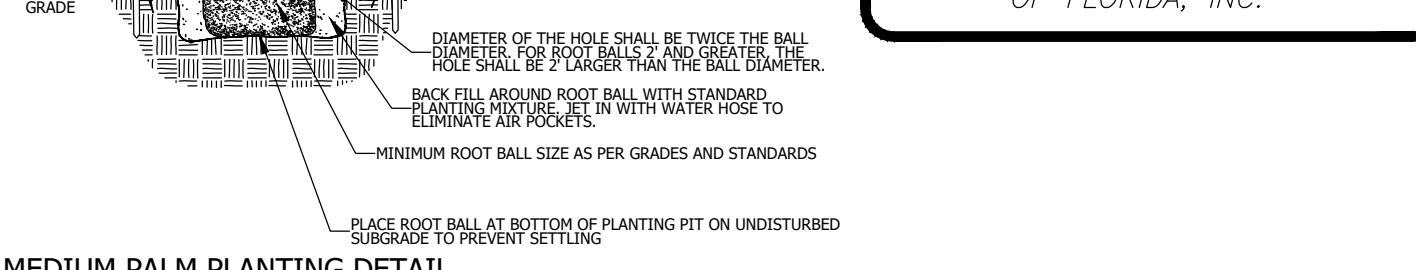 GRADE
OF FLORIDA, INC.
DIAMETER OF THE HOLE SHALL BE TWICE THE BALL
DIAMETER. FOR ROOT BALLS 2' AND GREATER, THE
HOLE SHALL BE 2' LARGER THAN THE BALL DIAMETER.
BACK FILL AROUND ROOT BALL WITH STANDARD
PLANTING MIXTURE. JET IN WITH WATER HOSE TO
ELIMINATE AIR POCKETS.
MINIMUM ROOT BALL SIZE AS PER GRADES AND STANDARDS
PLACE ROOT BALL AT BOTTOM OF PLANTING PIT ON UNDISTURBED
SUBGRADE TO PREVENT SETTLING
MEDIUM PALM PLANTING DETAIL